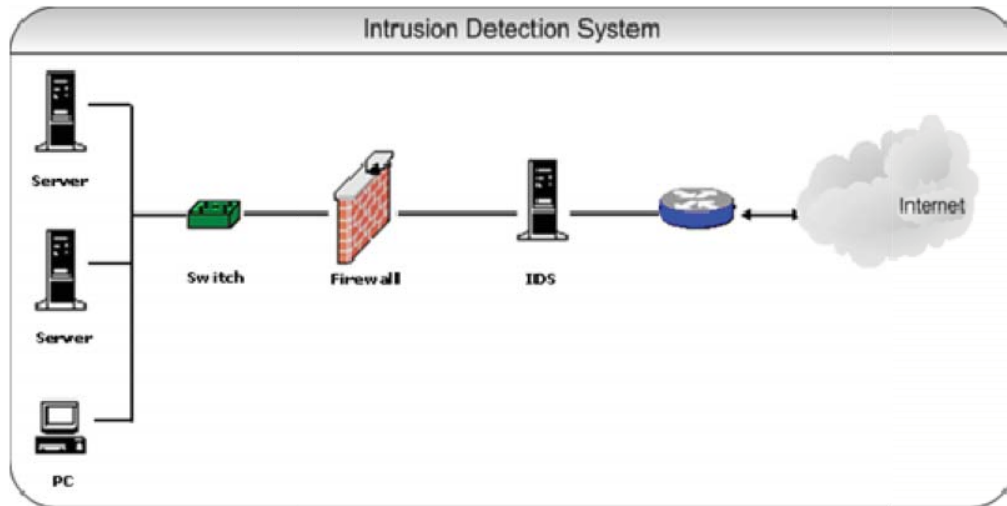 Intrusion Detection System
Server
Internet
Switch
Firewall
IDS
Server
PC